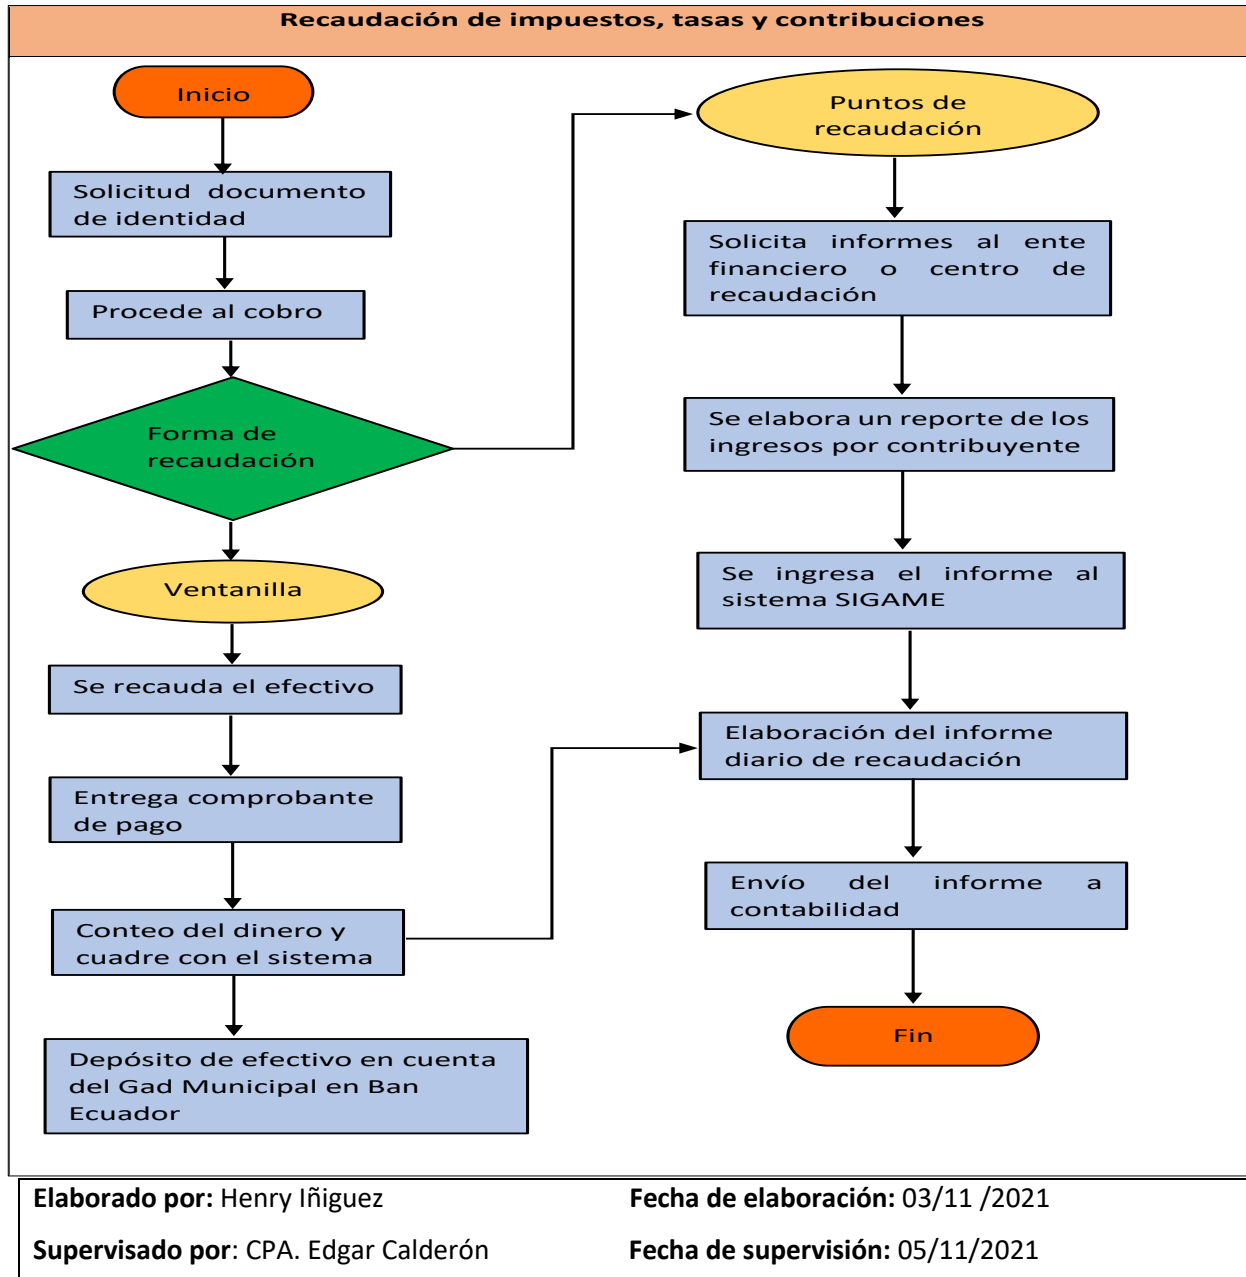 Recaudación de impuestos, tasas y contribuciones
Inicio
Solicitud documento
de identidad
Procede al cobro
Forma de
recaudación
Ventanilla
Se recauda el efectivo
Entrega comprobante
de pago
Conteo del dinero y
cuadre con el sistema
Depósito de efectivo en cuenta
del Gad Municipal en Ban
Ecuador
Puntos de
recaudación
Solicita informes al ente
financiero o centro de
recaudación
Se elabora un reporte de los
ingresos por contribuyente
Se ingresa el informe al
sistema SIGAME
Elaboración del informe
diario de recaudación
Envío del informe a
contabilidad
Fin
Elaborado por: Henry Iñiguez
Fecha de elaboración: 03/11 /2021
Supervisado por: CPA. Edgar Calderón
Fecha de supervisión: 05/11/2021